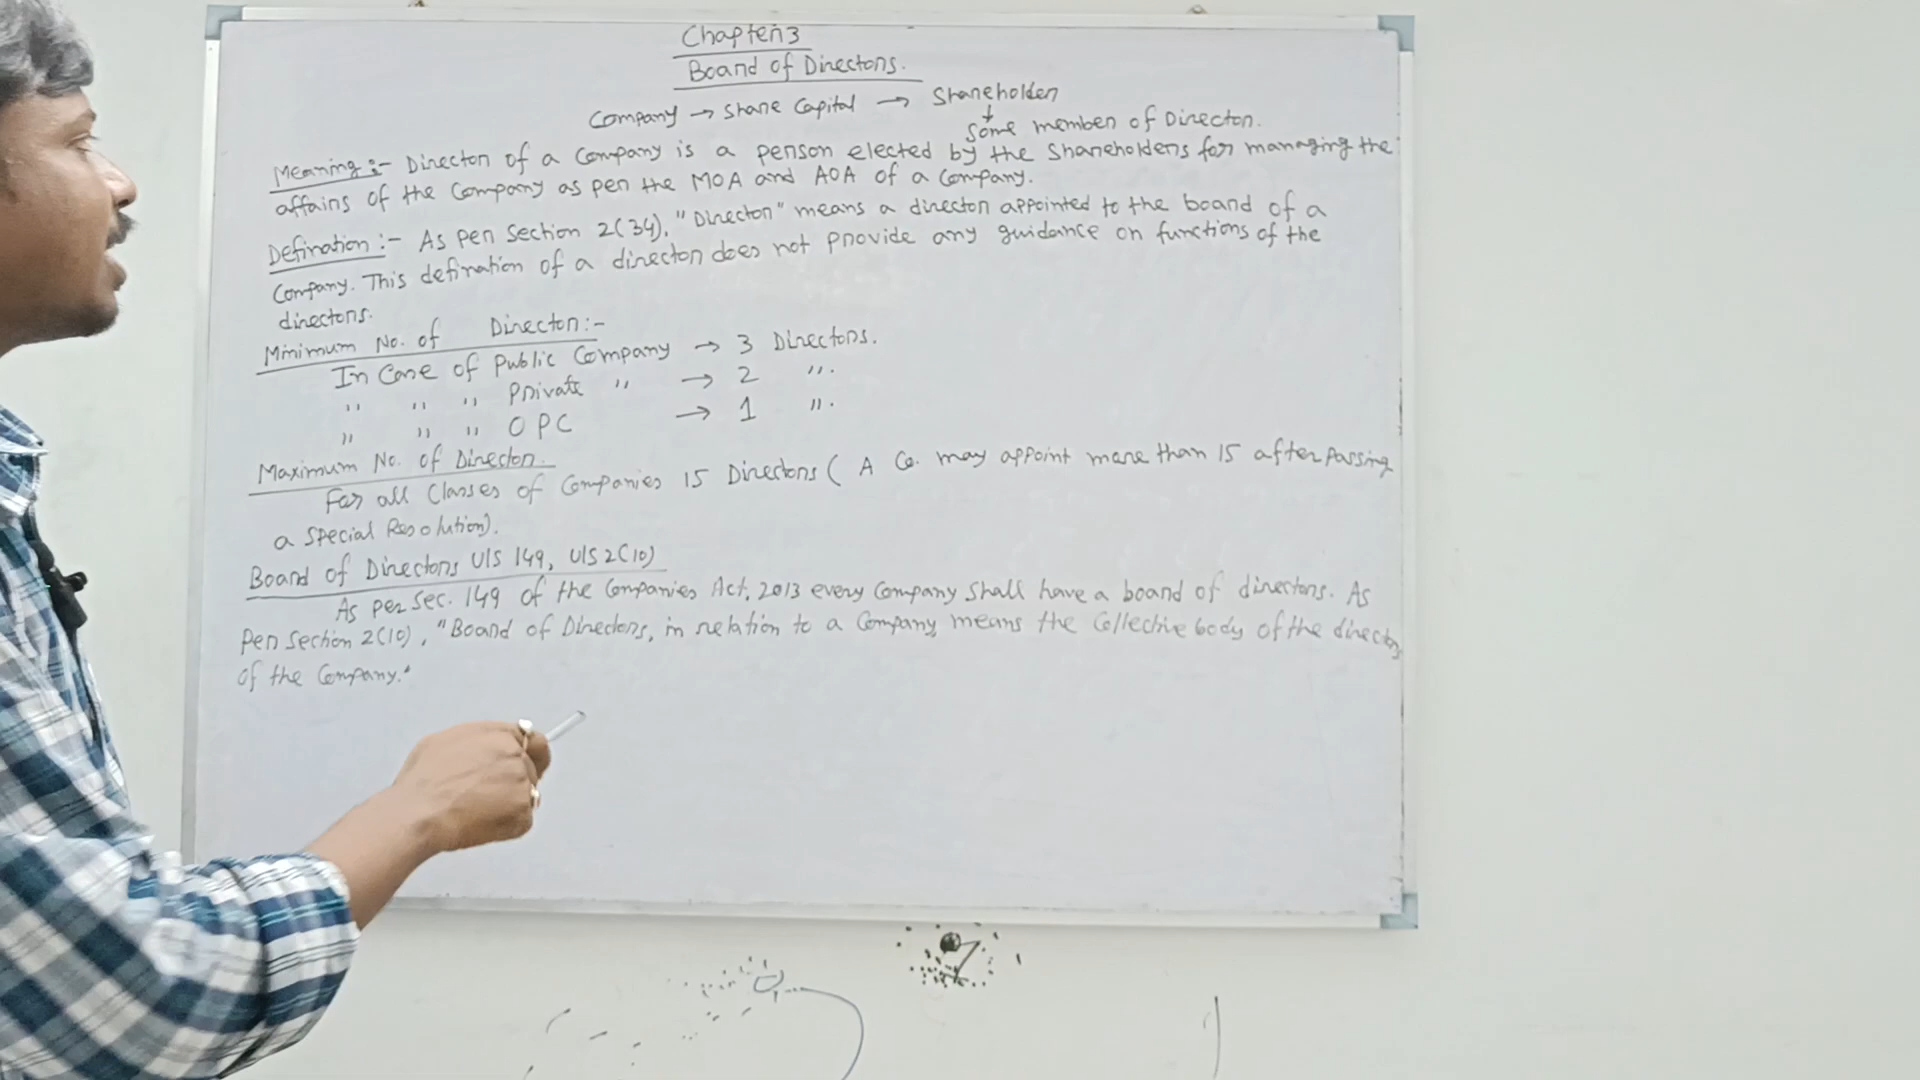 Chapter 3
Board of Directors.
Company → Share Capital → Shareholder
↓
Some member of Director.
Meaning :- Director of a Company is a person elected by the Shareholders for managing the
affairs of the Company as per the MOA and AOA of a Company.
Defination :- As per Section 2(34), "Director" means a director appointed to the board of a
Company. This defination of a director does not provide any guidance on functions of the
directors.
Minimum No. of Director:-
In Case of Public Company → 3 Directors.
" " " Private " → 2 ".
" " " OPC → 1 ".
Maximum No. of Director.
For all Classes of Companies 15 Directors ( A Co. may appoint more than 15 after passing
a Special Resolution).
Board of Directors U/S 149, U/S 2(10)
As per Sec. 149 of the Companies Act, 2013 every Company Shall have a board of directors. As
per Section 2(10), "Board of Directors, in relation to a Company means the Collective body of the directors
of the Company."